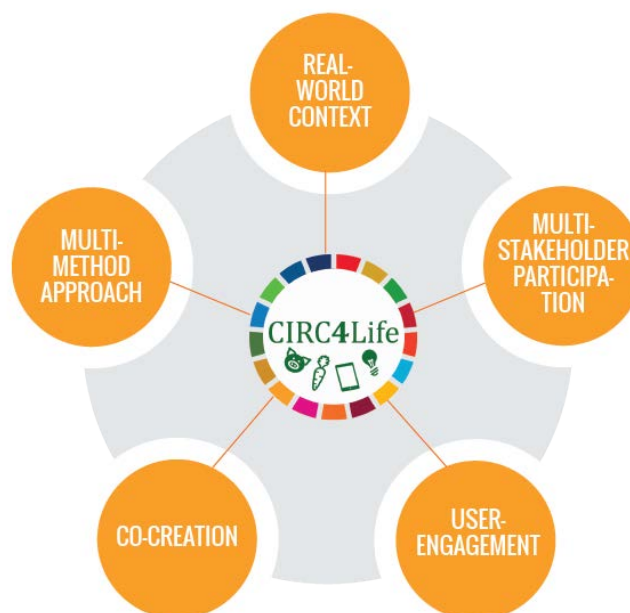 REAL-
WORLD
CONTEXT
MULTI-
METHOD
APPROACH
MULTI-
STAKEHOLDER
PARTICIPA-
TION
CIRC4Life
CO-CREATION
USER-
ENGAGEMENT